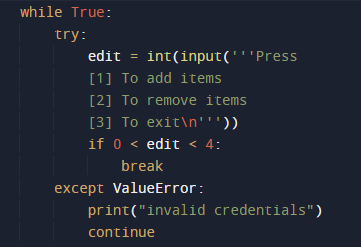 while True:
    try:
        edit = int(input('''Press
        [1] To add items
        [2] To remove items
        [3] To exit\n'''))
        if 0 < edit < 4:
            break
    except ValueError:
        print("invalid credentials")
        continue